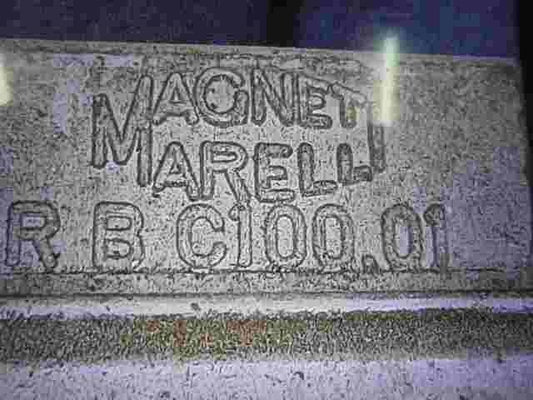 MAGNETI
MARELLI
R B C100.01